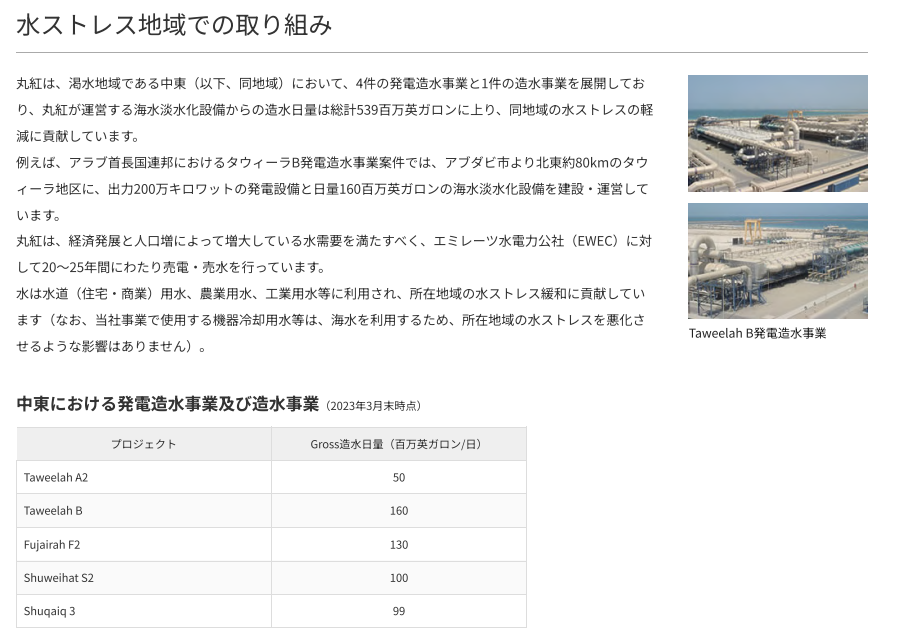 水ストレス地域での取り組み
丸紅は、渇水地域である中東（以下、同地域）において、4件の発電造水事業と1件の造水事業を展開してお
り、丸紅が運営する海水淡水化設備からの造水日量は総計539百万英ガロンに上り、同地域の水ストレスの軽
減に貢献しています。
例えば、アラブ首長国連邦におけるタウィーラB発電造水事業案件では、アブダビ市より北東約80kmのタウ
ィーラ地区に、出力200万キロワットの発電設備と日量160百万英ガロンの海水淡水化設備を建設・運営して
います。
丸紅は、経済発展と人口増によって増大している水需要を満たすべく、エミレーツ水電力公社（EWEC）に対
して20～25年間にわたり売電・売水を行っています。
水は水道（住宅・商業）用水、農業用水、工業用水等に利用され、所在地域の水ストレス緩和に貢献してい
ます（なお、当社事業で使用する機器冷却用水等は、海水を利用するため、所在地域の水ストレスを悪化さ
せるような影響はありません）。
Taweelah B発電造水事業
中東における発電造水事業及び造水事業（2023年3月末時点）
プロジェクト Gross造水日量（百万英ガロン/日）
Taweelah A2 50
Taweelah B 160
Fujairah F2 130
Shuweihat S2 100
Shuqaiq 3 99